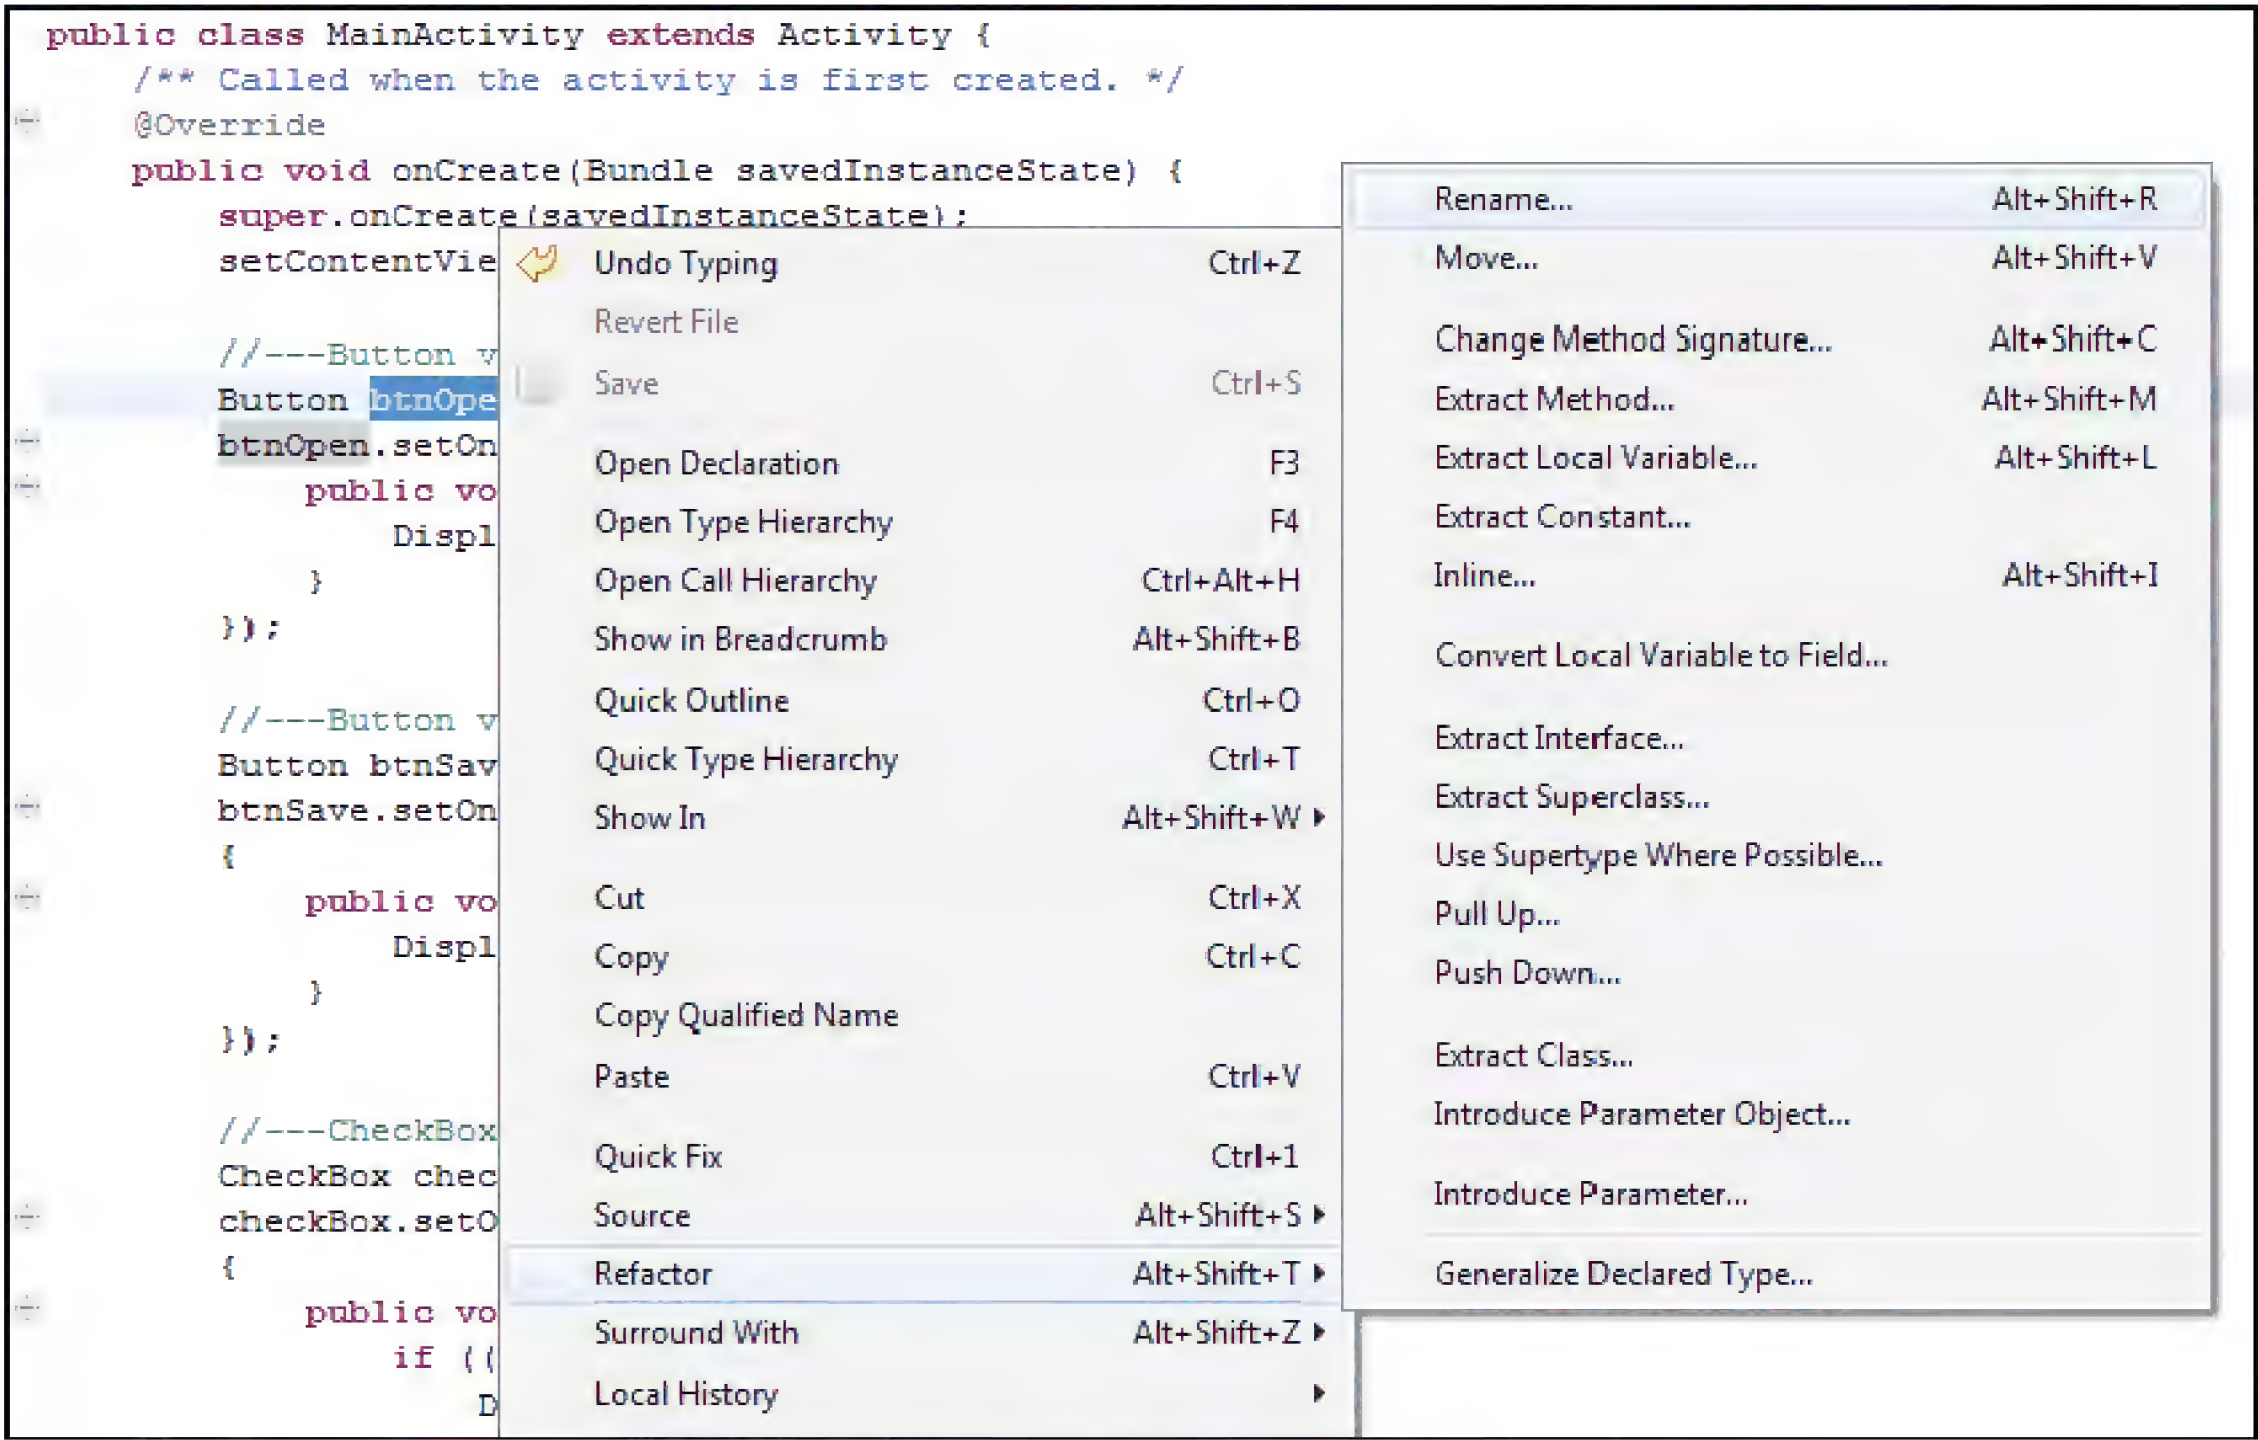 public class MainActivity extends Activity {
/** Called when the activity is first created. */
@Override
public void onCreate(Bundle savedInstanceState) {
super.onCreate(savedInstanceState);
setContentVie
//---Button v
Button btnOpe
btnOpen.setOn
public vo
Displ
}
});
//---Button v
Button btnSav
btnSave.setOn
{
public vo
Displ
}
});
//---CheckBox
CheckBox chec
checkBox.setO
{
public vo
if ((
D
Undo Typing Ctrl+Z
Revert File
Save Ctrl+S
Open Declaration F3
Open Type Hierarchy F4
Open Call Hierarchy Ctrl+Alt+H
Show in Breadcrumb Alt+Shift+B
Quick Outline Ctrl+O
Quick Type Hierarchy Ctrl+T
Show In Alt+Shift+W
Cut Ctrl+X
Copy Ctrl+C
Copy Qualified Name
Paste Ctrl+V
Quick Fix Ctrl+1
Source Alt+Shift+S
Refactor Alt+Shift+T
Surround With Alt+Shift+Z
Local History
Rename... Alt+Shift+R
Move... Alt+Shift+V
Change Method Signature... Alt+Shift+C
Extract Method... Alt+Shift+M
Extract Local Variable... Alt+Shift+L
Extract Constant...
Inline... Alt+Shift+I
Convert Local Variable to Field...
Extract Interface...
Extract Superclass...
Use Supertype Where Possible...
Pull Up...
Push Down...
Extract Class...
Introduce Parameter Object...
Introduce Parameter...
Generalize Declared Type...